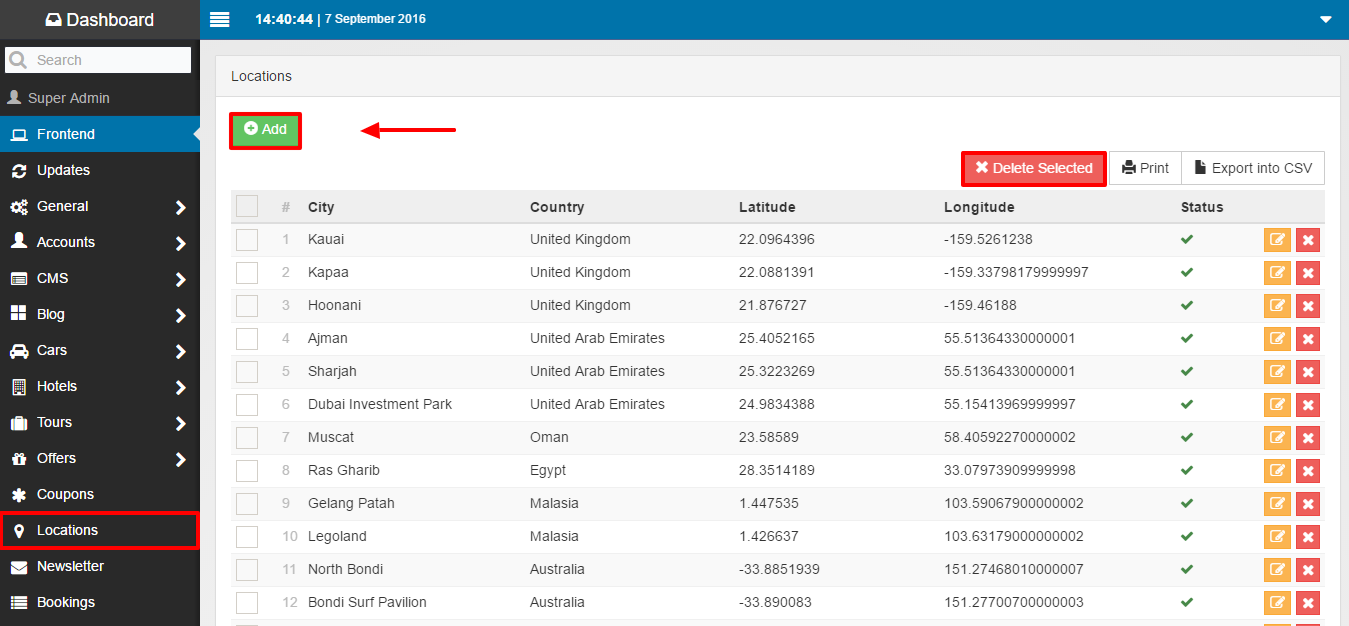 Dashboard
14:40:44 | 7 September 2016
Search
Super Admin
Frontend
Updates
General
Accounts
CMS
Blog
Cars
Hotels
Tours
Offers
Coupons
Locations
Newsletter
Bookings
Locations
Add
Delete Selected Print Export into CSV
# City Country Latitude Longitude Status
1 Kauai United Kingdom 22.0964396 -159.5261238
2 Kapaa United Kingdom 22.0881391 -159.33798179999997
3 Hoonani United Kingdom 21.876727 -159.46188
4 Ajman United Arab Emirates 25.4052165 55.51364330000001
5 Sharjah United Arab Emirates 25.3223269 55.51364330000001
6 Dubai Investment Park United Arab Emirates 24.9834388 55.15413969999997
7 Muscat Oman 23.58589 58.40592270000002
8 Ras Gharib Egypt 28.3514189 33.07973909999998
9 Gelang Patah Malasia 1.447535 103.59067900000002
10 Legoland Malasia 1.426637 103.63179000000002
11 North Bondi Australia -33.8851939 151.27468010000007
12 Bondi Surf Pavilion Australia -33.890083 151.27700700000003